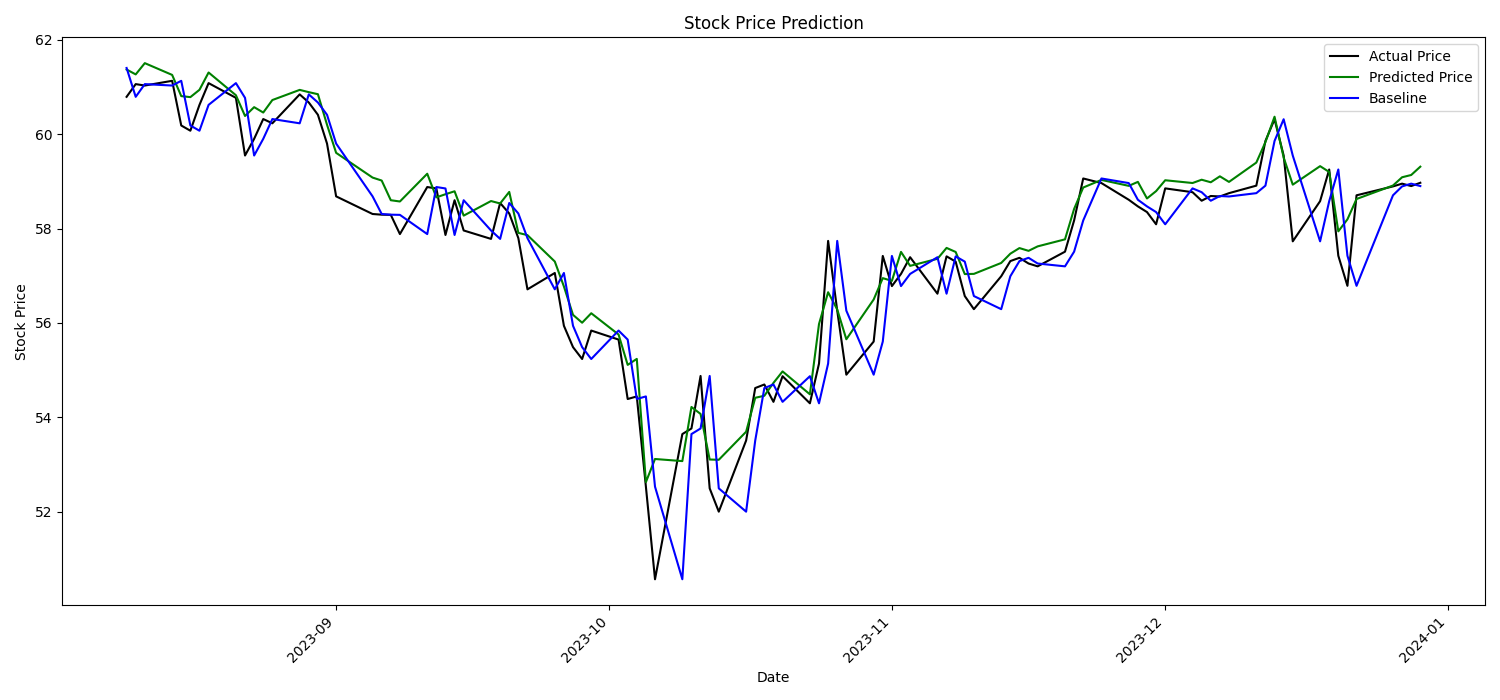 Stock Price Prediction
Actual Price
Predicted Price
Baseline
Stock Price
62
60
58
56
54
52
2023-09
2023-10
2023-11
2023-12
2024-01
Date